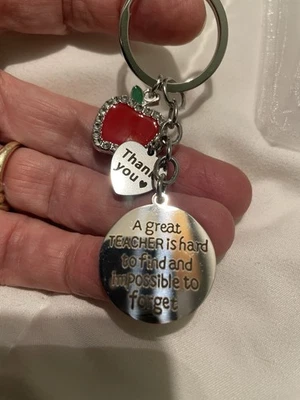 Thank
you♥
A great
TEACHER is hard
to find and
impossible to
forget